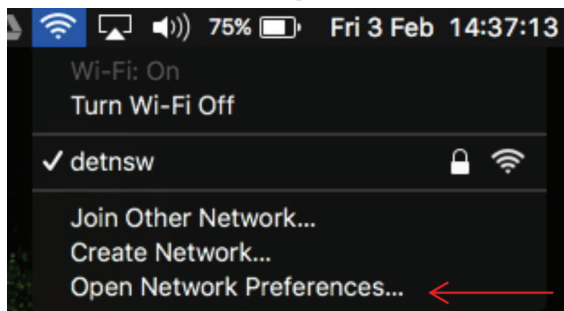 75% Fri 3 Feb 14:37:13
Wi-Fi: On
Turn Wi-Fi Off
✓ detnsw
Join Other Network...
Create Network...
Open Network Preferences...